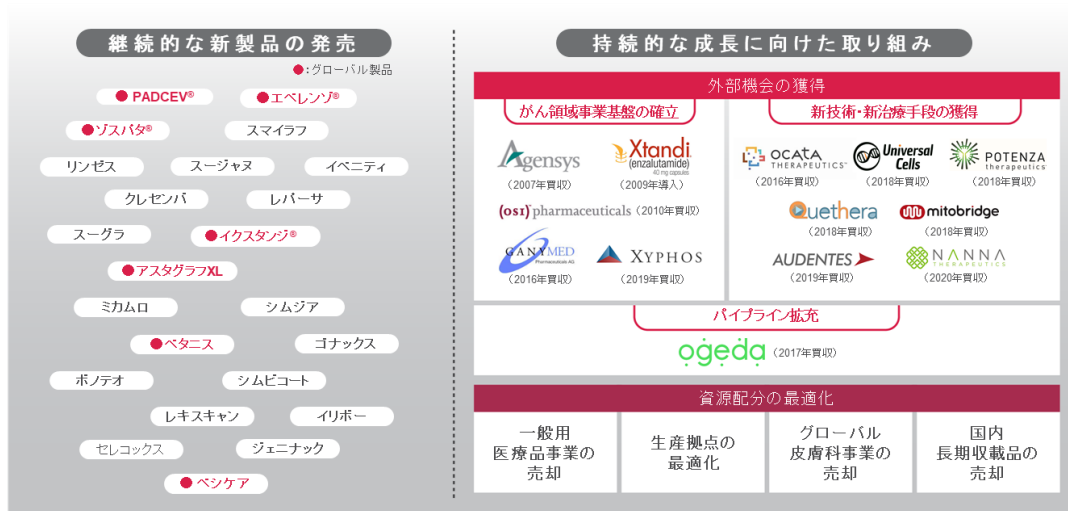 継続的な新製品の発売
●:グローバル製品
● PADCEV®
●エベレンゾ®
●ゾスパタ®
スマイラフ
リンゼス
スージャヌ
イベニティ
クレセンバ
レパーサ
スーグラ
●イクスタンジ®
●アスタグラフXL
ミカムロ
シムジア
●ベタニス
ゴナックス
ボノテオ
シムビコート
レキスキャン
イリボー
セレコックス
ジェニナック
● ベシケア
持続的な成長に向けた取り組み
外部機会の獲得
がん領域事業基盤の確立
Agensys
(2007年買収)
Xtandi
(enzalutamide)
40 mg capsules
(2009年導入)
(osi) pharmaceuticals (2010年買収)
GANYMED
Pharmaceuticals AG
(2016年買収)
XYPHOS
(2019年買収)
新技術・新治療手段の獲得
OCATA
THERAPEUTICS
(2016年買収)
Universal
Cells
(2018年買収)
POTENZA
therapeutics
(2018年買収)
Quethera
(2018年買収)
mitobridge
(2018年買収)
AUDENTES
(2019年買収)
NANNA
THERAPEUTICS
(2020年買収)
パイプライン拡充
ogeda (2017年買収)
資源配分の最適化
一般用
医療品事業の
売却
生産拠点の
最適化
グローバル
皮膚科事業の
売却
国内
長期収載品の
売却